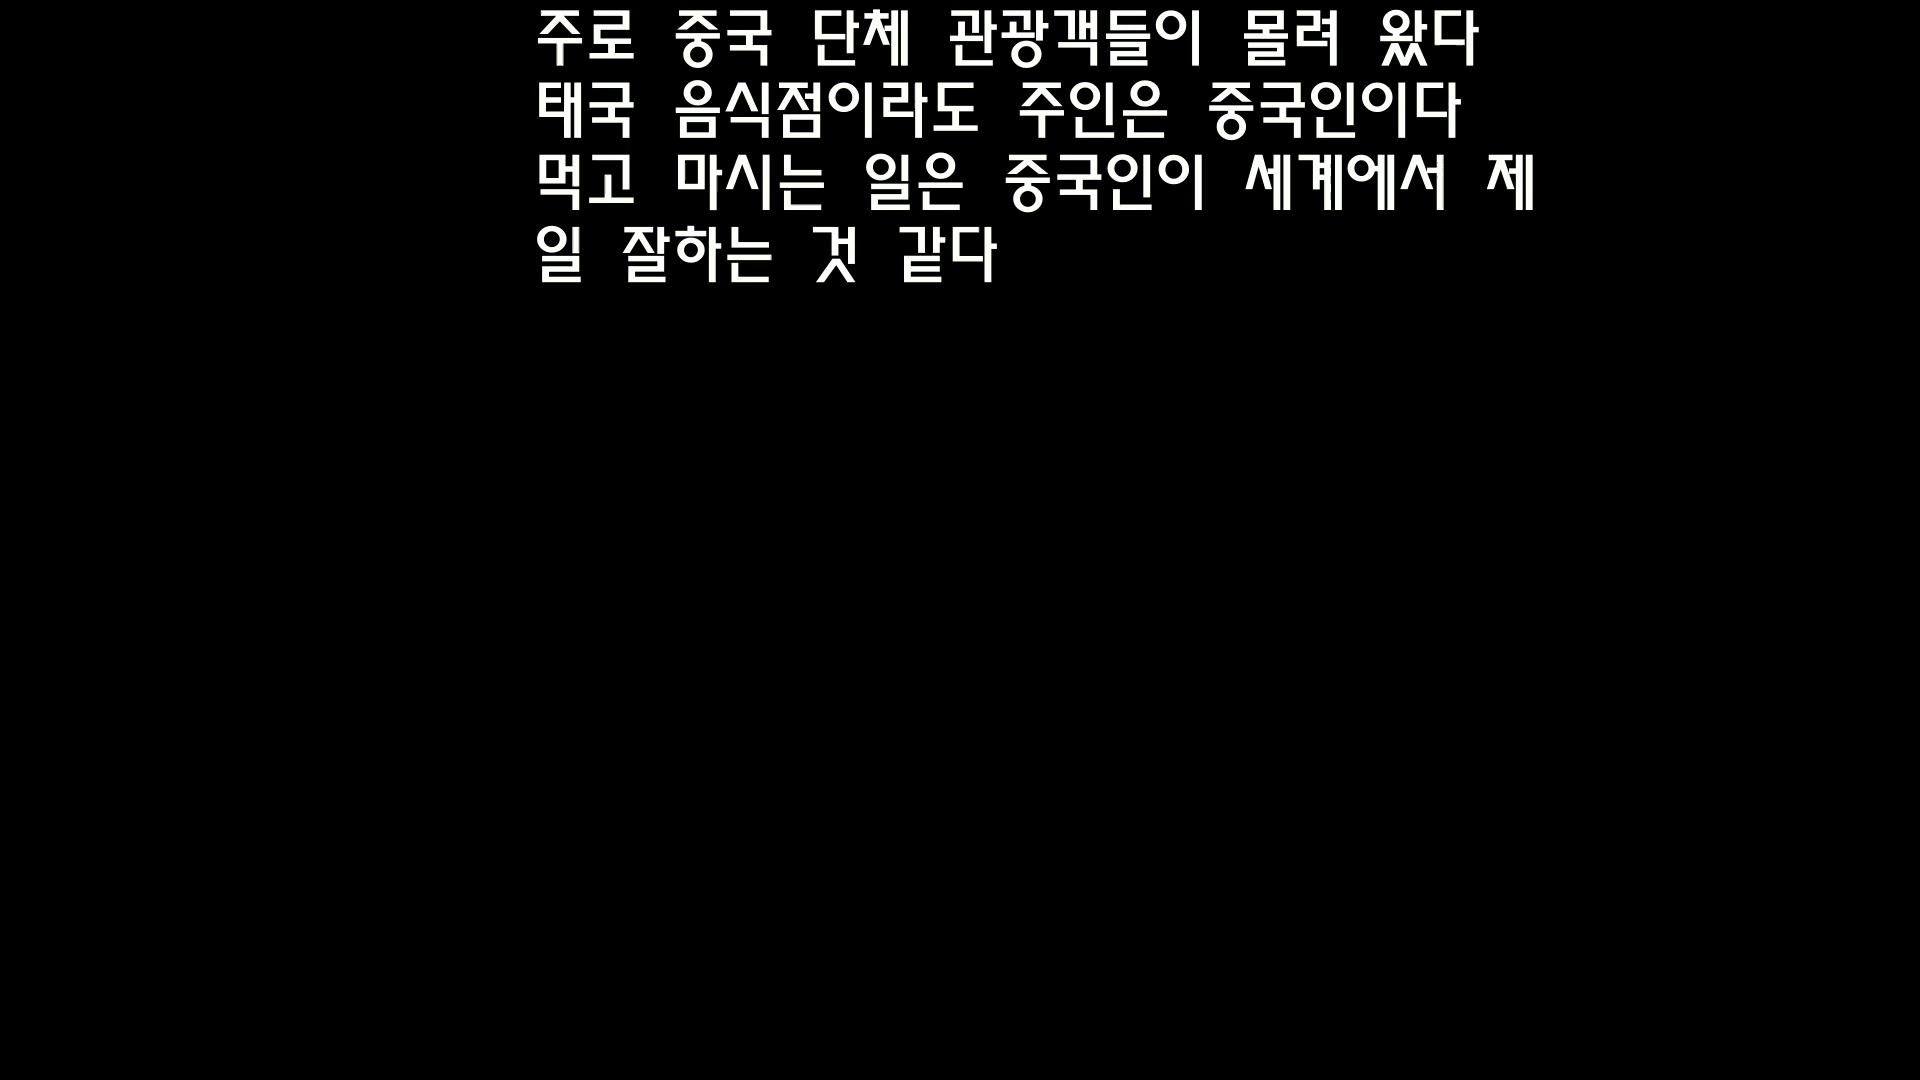 주로 중국 단체 관광객들이 몰려 왔다
태국 음식점이라도 주인은 중국인이다
먹고 마시는 일은 중국인이 세계에서 제
일 잘하는 것 같다